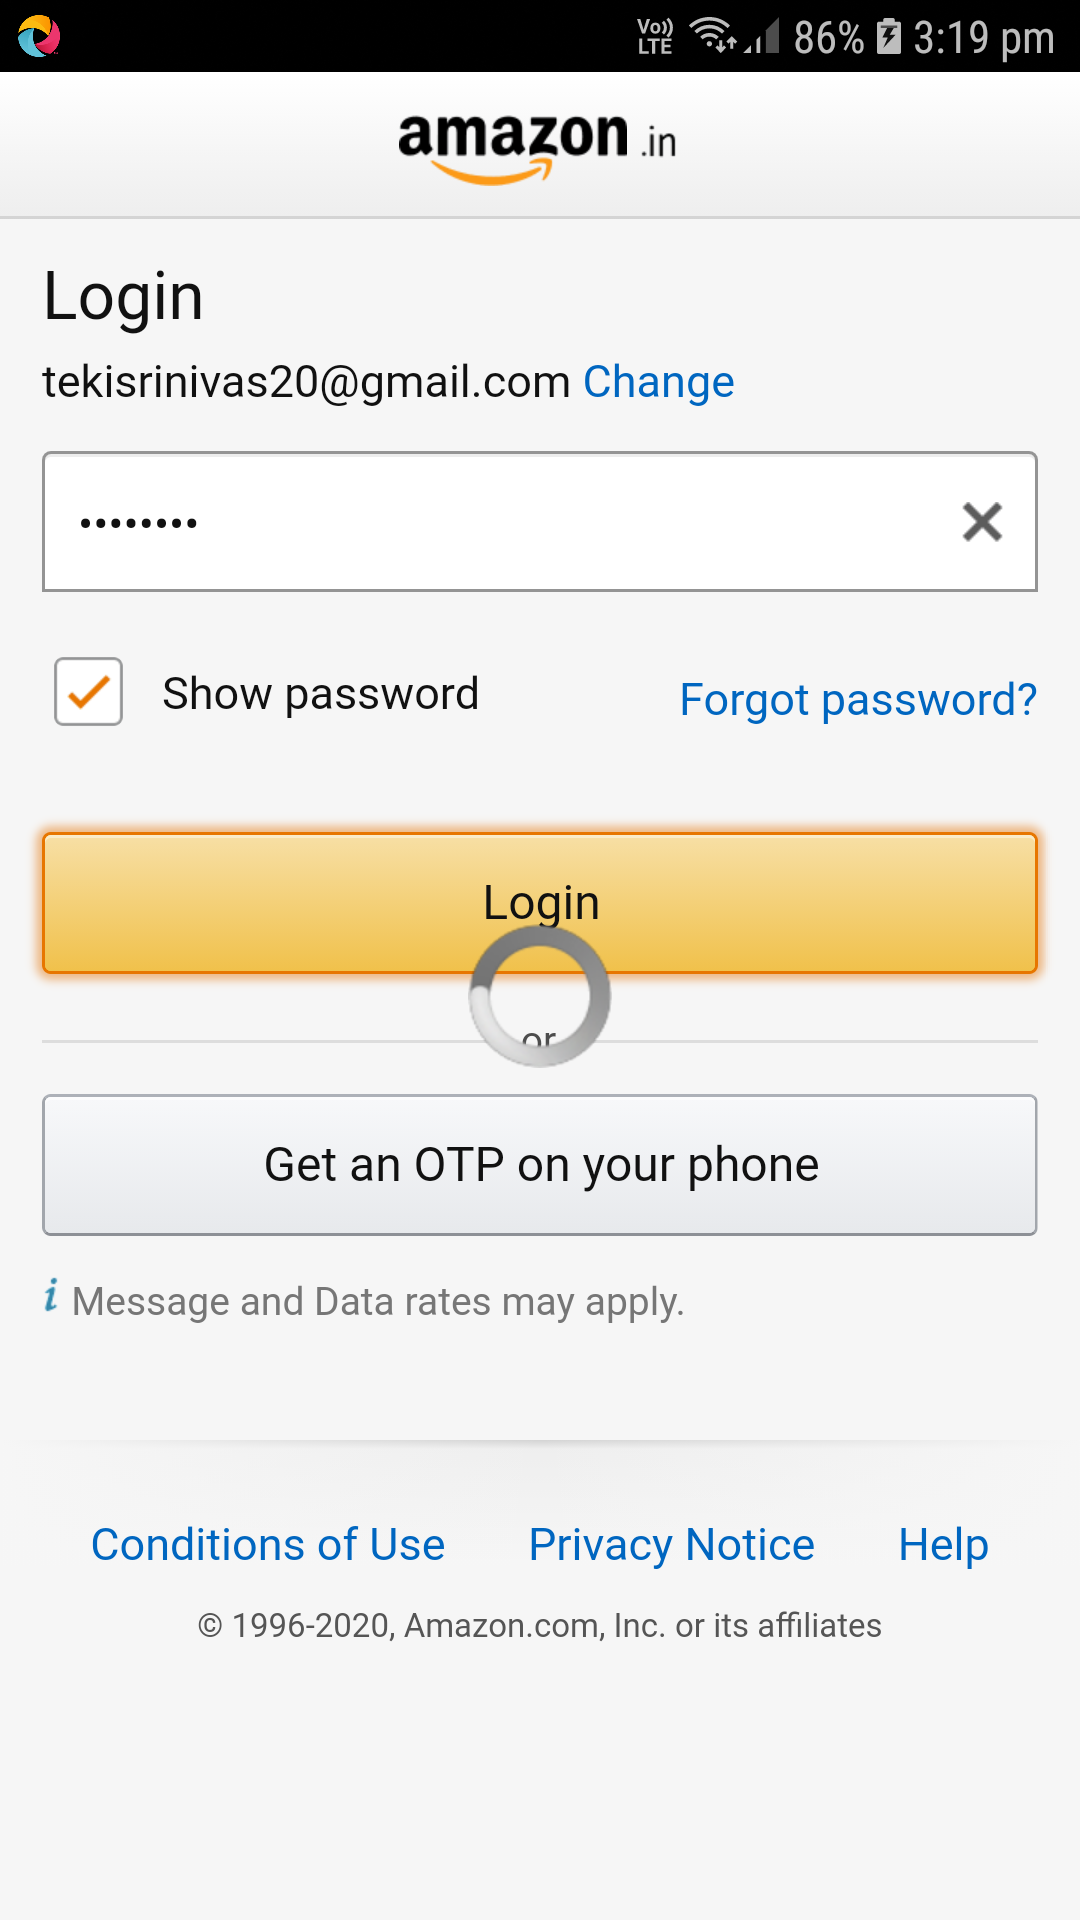 Vo)) LTE 86% 3:19 pm
amazon.in
Login
tekisrinivas20@gmail.com Change
••••••••
Show password Forgot password?
Login
or
Get an OTP on your phone
i Message and Data rates may apply.
Conditions of Use Privacy Notice Help
© 1996-2020, Amazon.com, Inc. or its affiliates